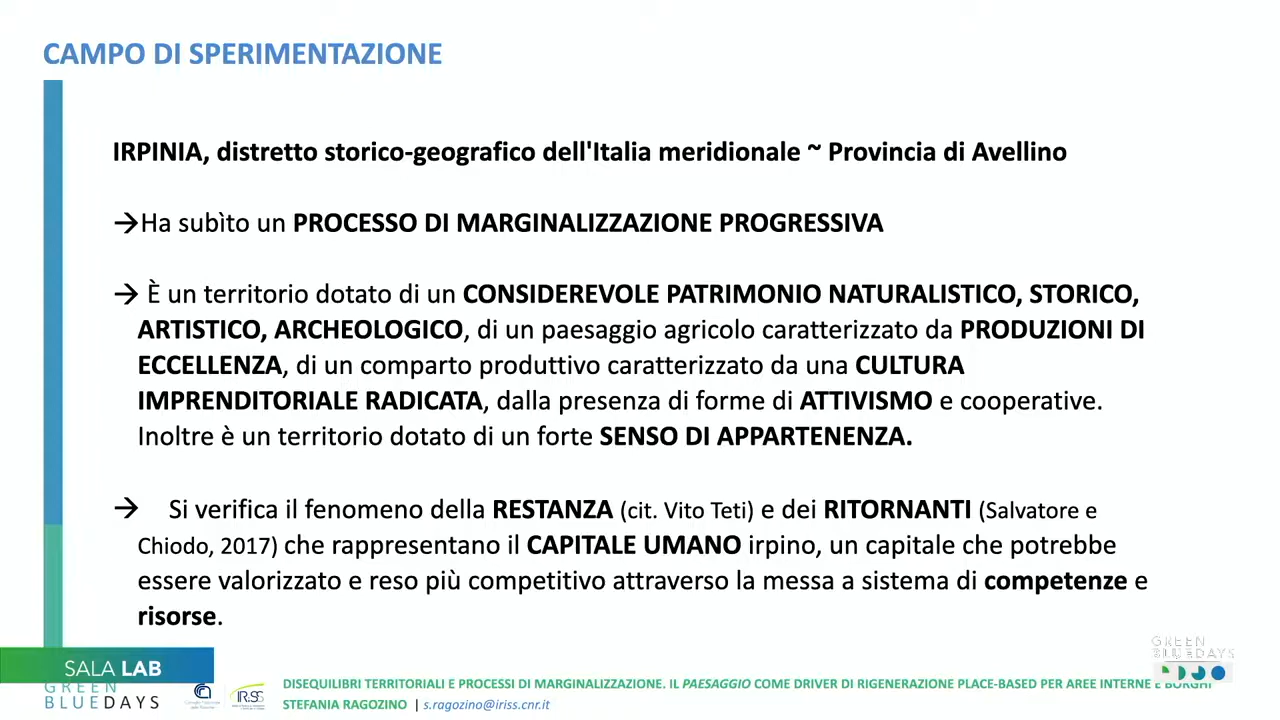 CAMPO DI SPERIMENTAZIONE
IRPINIA, distretto storico-geografico dell'Italia meridionale ~ Provincia di Avellino
→Ha subìto un PROCESSO DI MARGINALIZZAZIONE PROGRESSIVA
→ È un territorio dotato di un CONSIDEREVOLE PATRIMONIO NATURALISTICO, STORICO,
ARTISTICO, ARCHEOLOGICO, di un paesaggio agricolo caratterizzato da PRODUZIONI DI
ECCELLENZA, di un comparto produttivo caratterizzato da una CULTURA
IMPRENDITORIALE RADICATA, dalla presenza di forme di ATTIVISMO e cooperative.
Inoltre è un territorio dotato di un forte SENSO DI APPARTENENZA.
→ Si verifica il fenomeno della RESTANZA (cit. Vito Teti) e dei RITORNANTI (Salvatore e
Chiodo, 2017) che rappresentano il CAPITALE UMANO irpino, un capitale che potrebbe
essere valorizzato e reso più competitivo attraverso la messa a sistema di competenze e
risorse.
GREEN
BLUEDAYS
SALA LAB
GREEN
BLUEDAYS
IRISS
DISEQUILIBRI TERRITORIALI E PROCESSI DI MARGINALIZZAZIONE. IL PAESAGGIO COME DRIVER DI RIGENERAZIONE PLACE-BASED PER AREE INTERNE E BORGHI
STEFANIA RAGOZINO | s.ragozino@iriss.cnr.it